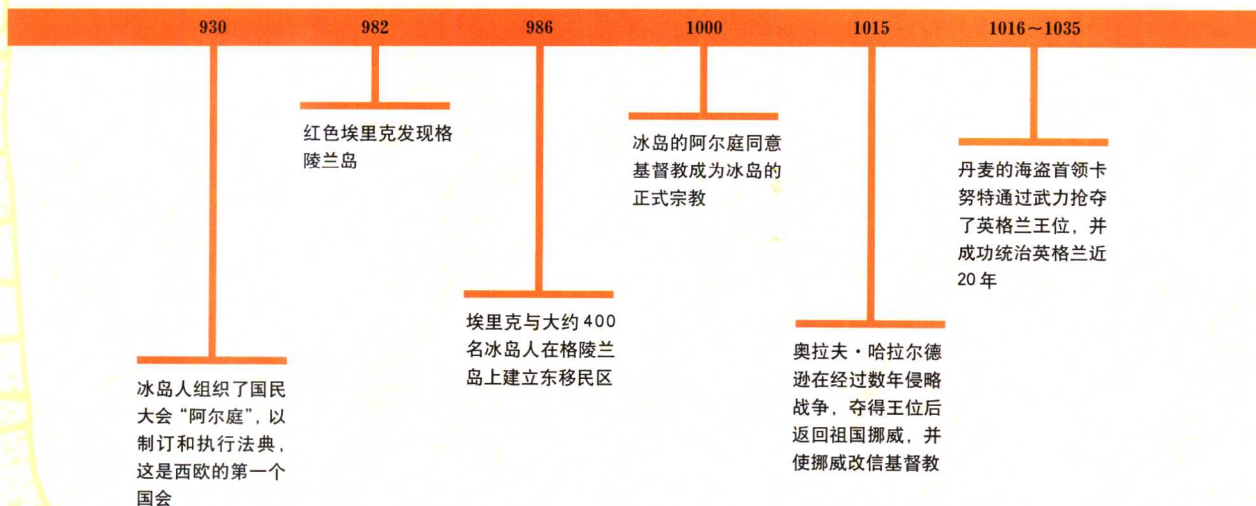 930
982
986
1000
1015
1016～1035
冰岛人组织了国民
大会“阿尔庭”，以
制订和执行法典，
这是西欧的第一个
国会
红色埃里克发现格
陵兰岛
埃里克与大约400
名冰岛人在格陵兰
岛上建立东移民区
冰岛的阿尔庭同意
基督教成为冰岛的
正式宗教
奥拉夫·哈拉尔德
逊在经过数年侵略
战争，夺得王位后
返回祖国挪威，并
使挪威改信基督教
丹麦的海盗首领卡
努特通过武力抢夺
了英格兰王位，并
成功统治英格兰近
20年